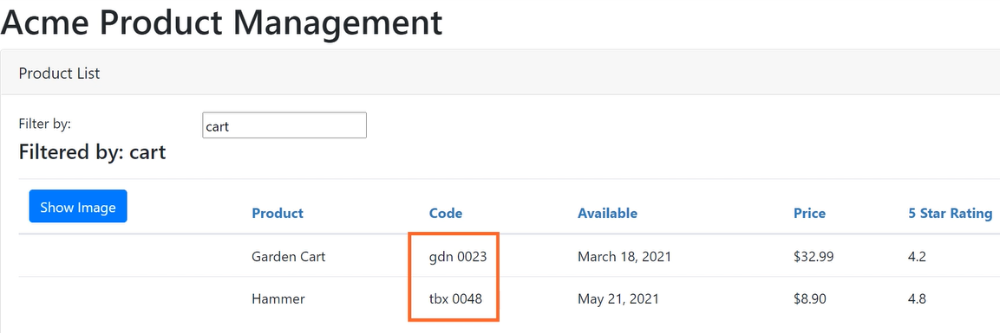 Acme Product Management
Product List
Filter by: cart
Filtered by: cart
Show Image Product Code Available Price 5 Star Rating
Garden Cart gdn 0023 March 18, 2021 $32.99 4.2
Hammer tbx 0048 May 21, 2021 $8.90 4.8